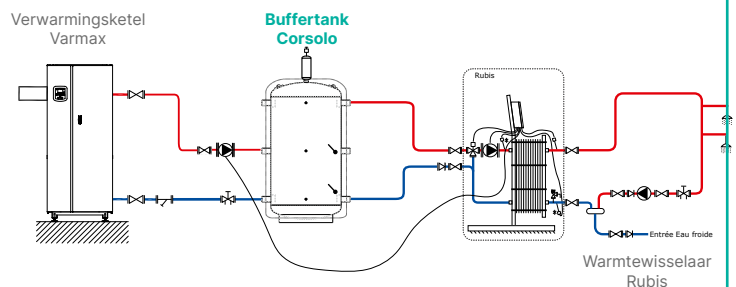 Verwarmingsketel
Varmax
Buffertank
Corsolo
Rubis
Entrée Eau froide
Warmtewisselaar
Rubis